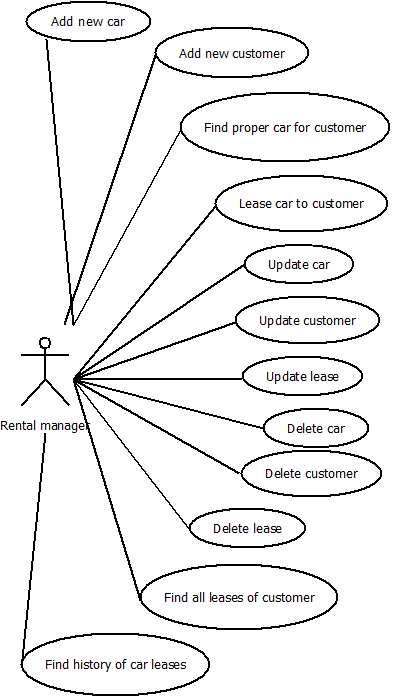 Add new car
Add new customer
Find proper car for customer
Lease car to customer
Update car
Update customer
Update lease
Rental manager
Delete car
Delete customer
Delete lease
Find all leases of customer
Find history of car leases